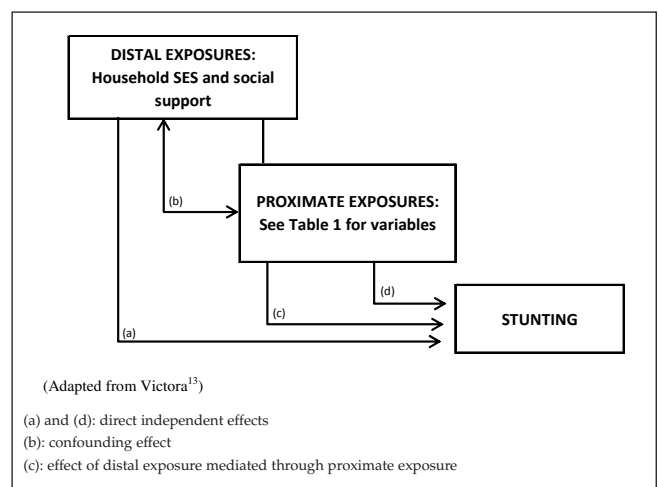 DISTAL EXPOSURES:
Household SES and social
support
(b)
PROXIMATE EXPOSURES:
See Table 1 for variables
(d)
(c)
(a)
STUNTING
(Adapted from Victora¹³)
(a) and (d): direct independent effects
(b): confounding effect
(c): effect of distal exposure mediated through proximate exposure